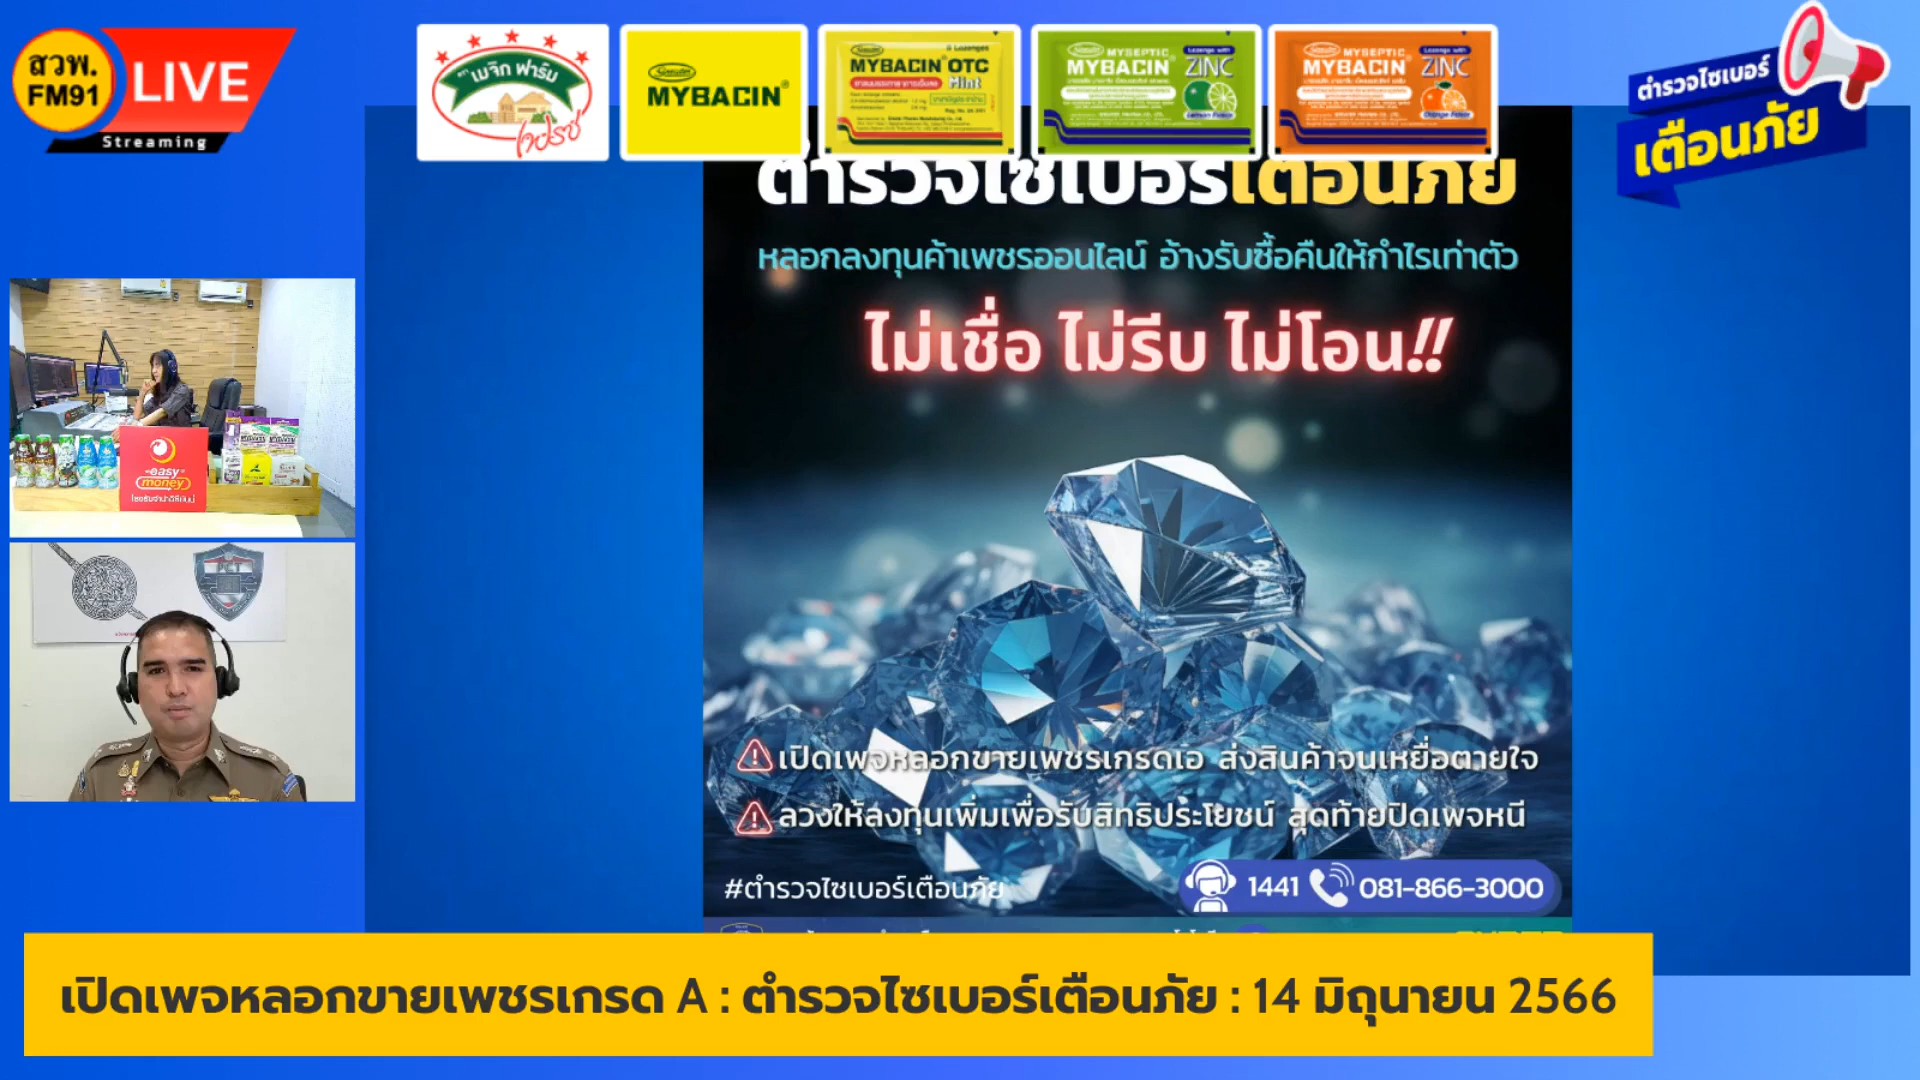 สวพ.
FM91
LIVE
Streaming
เมจิก ฟาร์ม
ไชปราณี
MYBACIN
MYBACIN OTC
Mint
MYSEPTIC
MYBACIN ZINC
MYSEPTIC
MYBACIN ZINC
ตำรวจไซเบอร์
เตือนภัย
ตำรวจไซเบอร์เตือนภัย
หลอกลงทุนค้าเพชรออนไลน์ อ้างรับซื้อคืนให้กำไรเท่าตัว
ไม่เชื่อ ไม่รีบ ไม่โอน!!
easy
money
เปิดเพจหลอกขายเพชรเกรดเอ ส่งสินค้าจนเหยื่อตายใจ
ลวงให้ลงทุนเพิ่มเพื่อรับสิทธิประโยชน์ สุดท้ายปิดเพจหนี
#ตำรวจไซเบอร์เตือนภัย
1441 081-866-3000
เปิดเพจหลอกขายเพชรเกรด A : ตำรวจไซเบอร์เตือนภัย : 14 มิถุนายน 2566